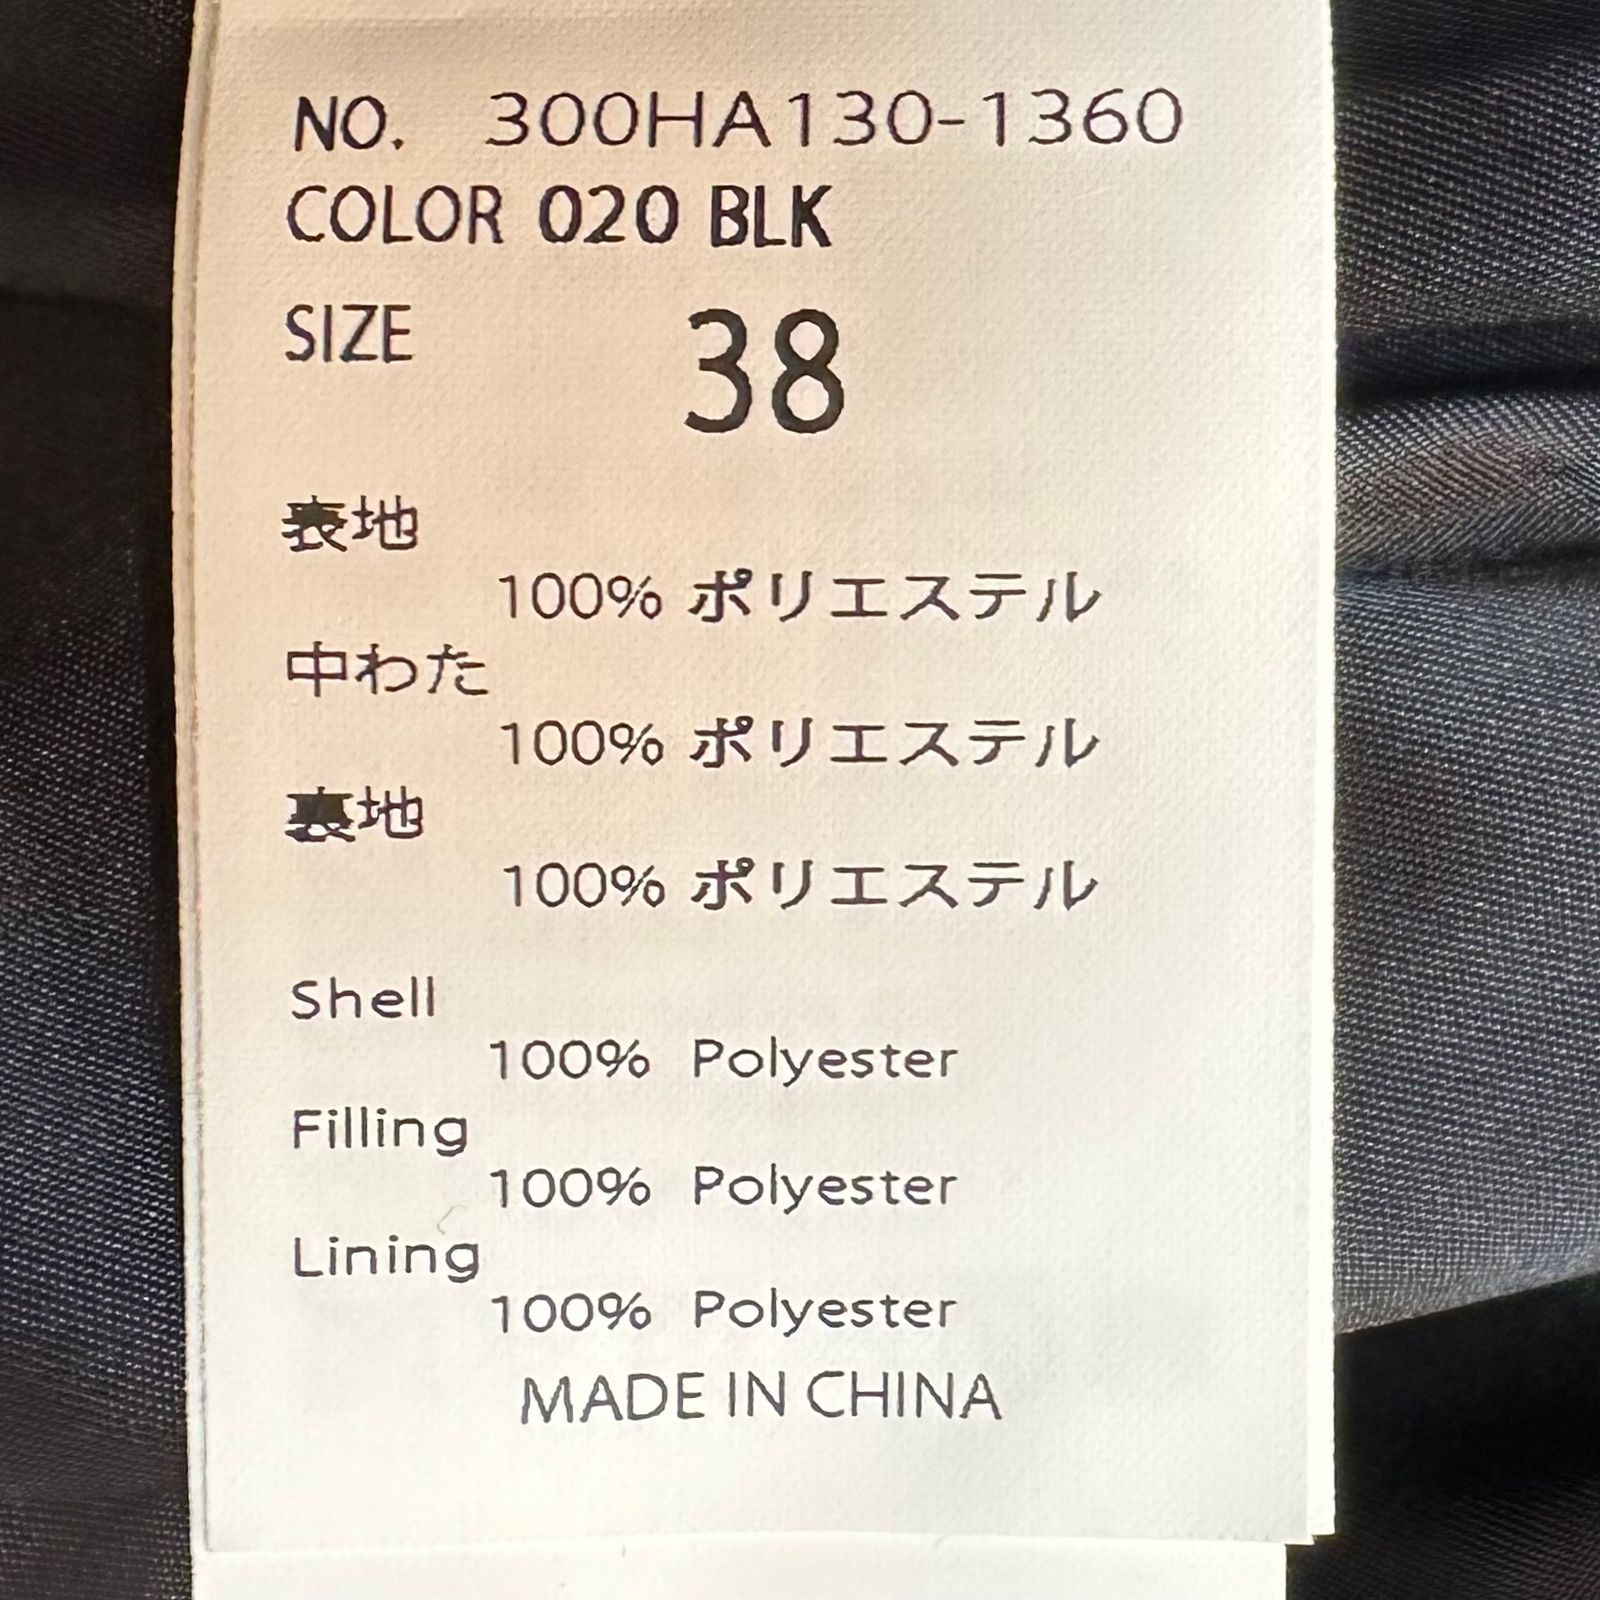 NO. 300HA130-1360
COLOR 020 BLK
SIZE 38
表地
100% ポリエステル
中わた
100% ポリエステル
裏地
100% ポリエステル
Shell
100% Polyester
Filling
100% Polyester
Lining
100% Polyester
MADE IN CHINA